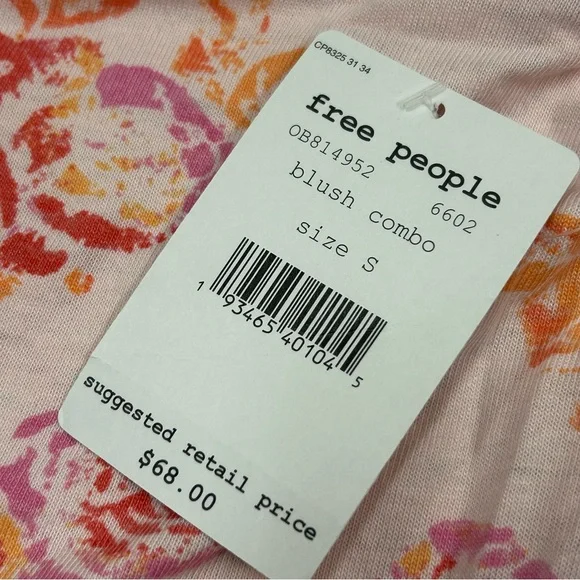 CP8325 31 34
free people
OB814952 6602
blush combo
size S
1 93465 40104 5
suggested retail price
$68.00